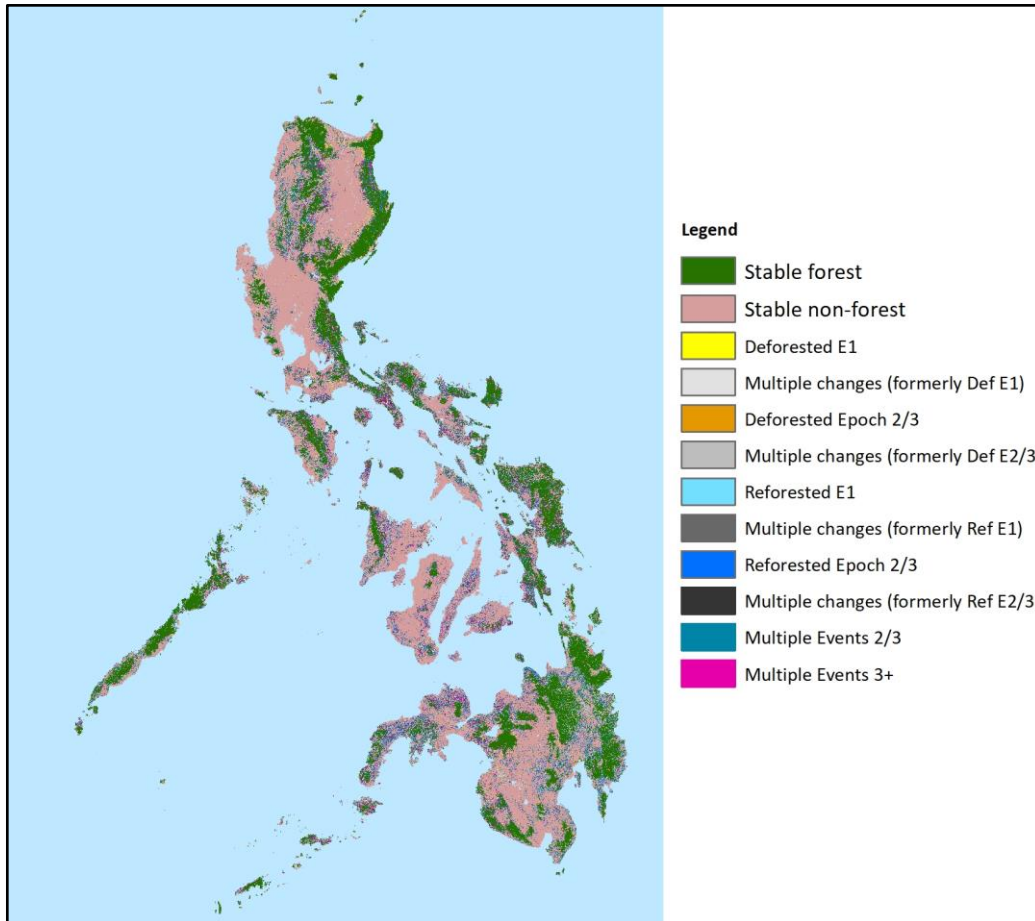 Legend
Stable forest
Stable non-forest
Deforested E1
Multiple changes (formerly Def E1)
Deforested Epoch 2/3
Multiple changes (formerly Def E2/3
Reforested E1
Multiple changes (formerly Ref E1)
Reforested Epoch 2/3
Multiple changes (formerly Ref E2/3
Multiple Events 2/3
Multiple Events 3+